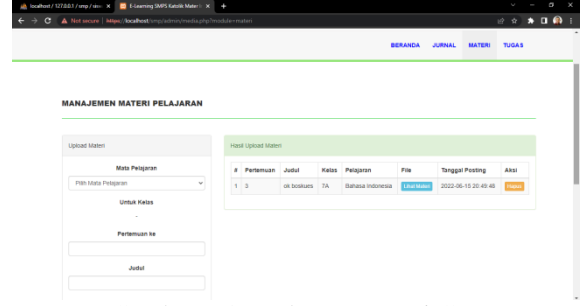 localhost / 127.0.0.1 / smp / sisw
E-Learning SMPS Katolik Mater
Not secure | https://localhost/smp/admin/media.php?module=materi
BERANDA JURNAL MATERI TUGAS
MANAJEMEN MATERI PELAJARAN
Upload Materi
Mata Pelajaran
Pilih Mata Pelajaran
Untuk Kelas
-
Pertemuan ke
Judul
Hasil Upload Materi
# Pertemuan Judul Kelas Pelajaran File Tanggal Posting Aksi
1 3 ok boskues 7A Bahasa Indonesia Lihat Materi 2022-06-15 20:49:48 Hapus